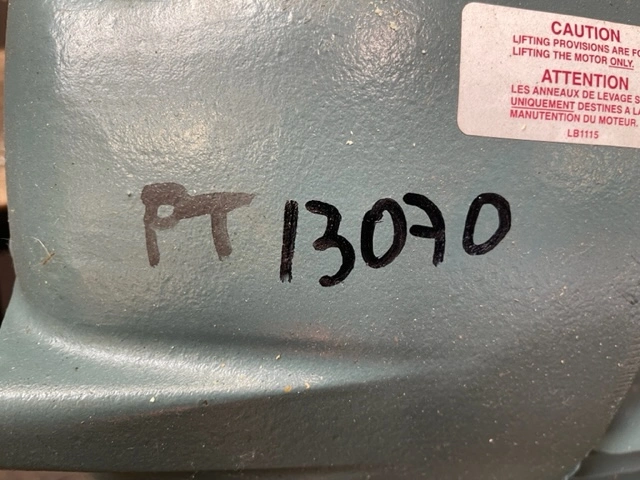 CAUTION
LIFTING PROVISIONS ARE FO
LIFTING THE MOTOR ONLY.
ATTENTION
LES ANNEAUX DE LEVAGE S
UNIQUEMENT DESTINES A LA
MANUTENTION DU MOTEUR.
LB1115
PT 13070